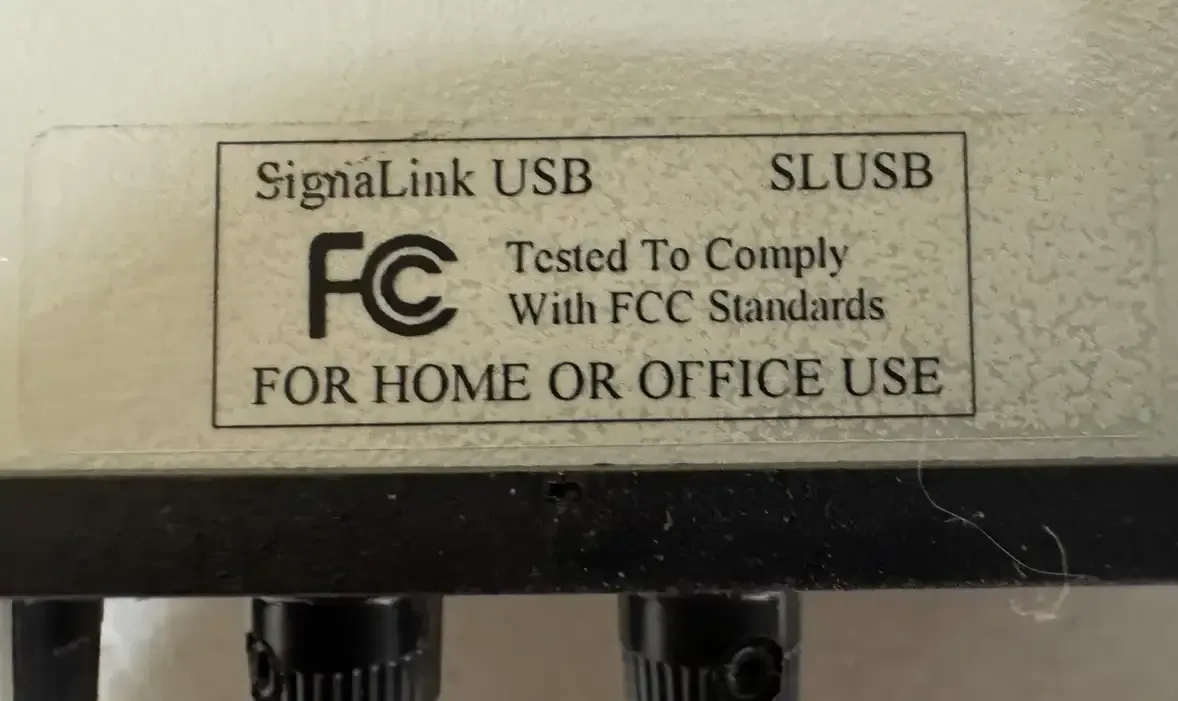 SignaLink USB SLUSB
FC Tested To Comply
With FCC Standards
FOR HOME OR OFFICE USE